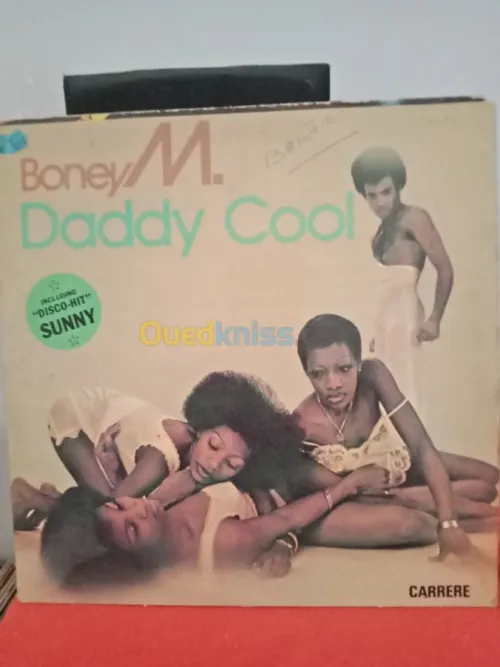 Boney M.
Daddy Cool
INCLUDING
"DISCO-HIT"
SUNNY
Ouedkniss
CARRERE